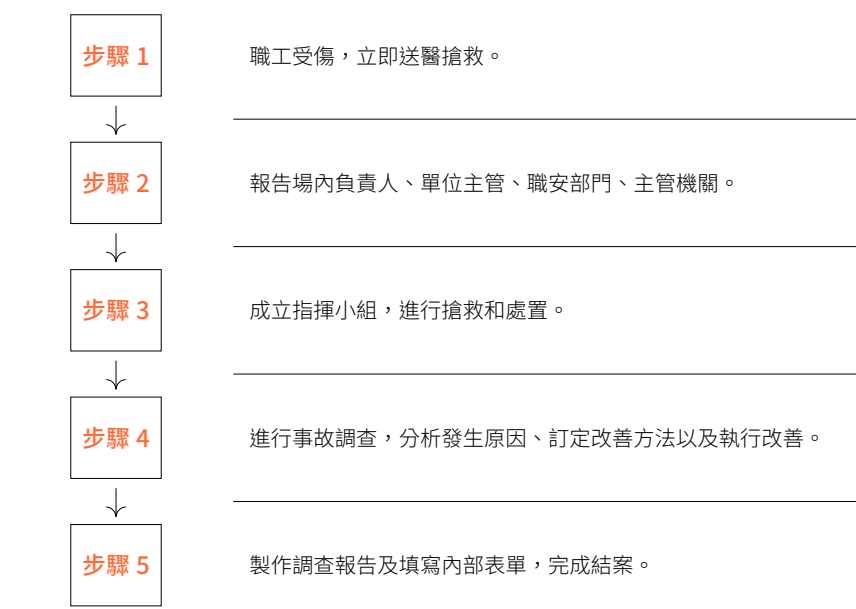 步驟 1
職工受傷，立即送醫搶救。
步驟 2
報告場內負責人、單位主管、職安部門、主管機關。
步驟 3
成立指揮小組，進行搶救和處置。
步驟 4
進行事故調查，分析發生原因、訂定改善方法以及執行改善。
步驟 5
製作調查報告及填寫內部表單，完成結案。